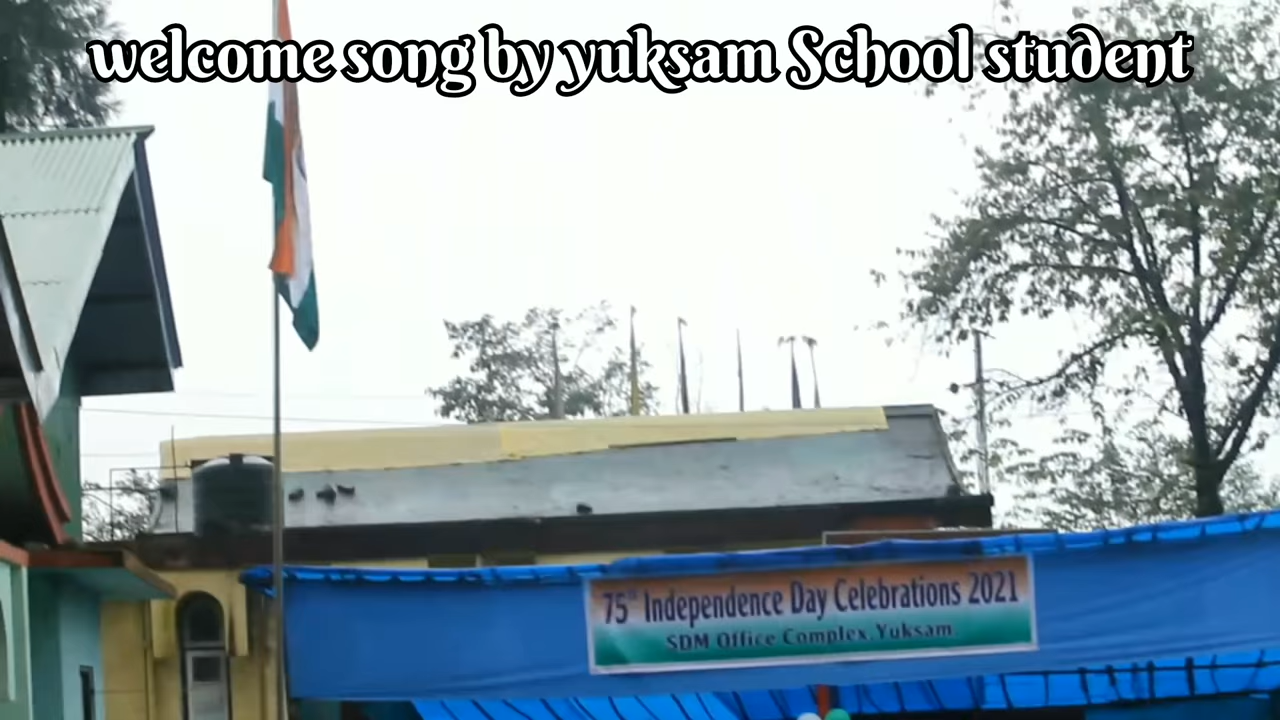 welcome song by yuksam School student
75th Independence Day Celebrations 2021
SDM Office Complex, Yuksam